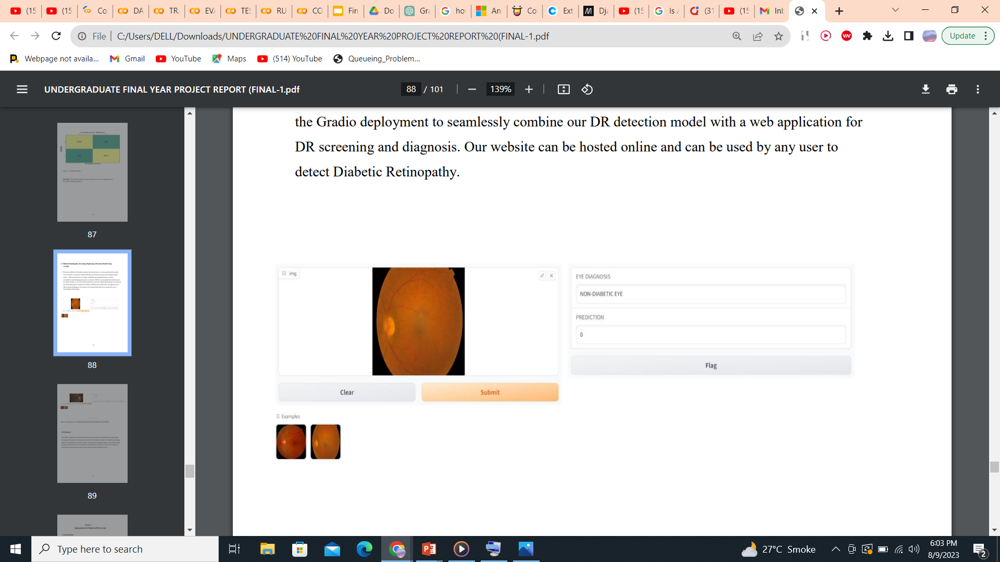 (15
(15
Co
DA
TRA
EVA
TES
RU
CO
Fin
Do
Gra
ho
An
Co
Ext
Dja
(15
Is
(31
(15
Inb
File
C:/Users/DELL/Downloads/UNDERGRADUATE%20FINAL%20YEAR%20PROJECT%20REPORT%20(FINAL-1.pdf
Update
Webpage not availa...
Gmail
YouTube
Maps
(514) YouTube
Queueing_Problem...
UNDERGRADUATE FINAL YEAR PROJECT REPORT (FINAL-1.pdf
88 / 101
139%
87
88
89
the Gradio deployment to seamlessly combine our DR detection model with a web application for
DR screening and diagnosis. Our website can be hosted online and can be used by any user to
detect Diabetic Retinopathy.
img
EYE DIAGNOSIS
NON-DIABETIC EYE
PREDICTION
0
Flag
Clear
Submit
Examples
Type here to search
27°C Smoke
6:03 PM
8/9/2023
2